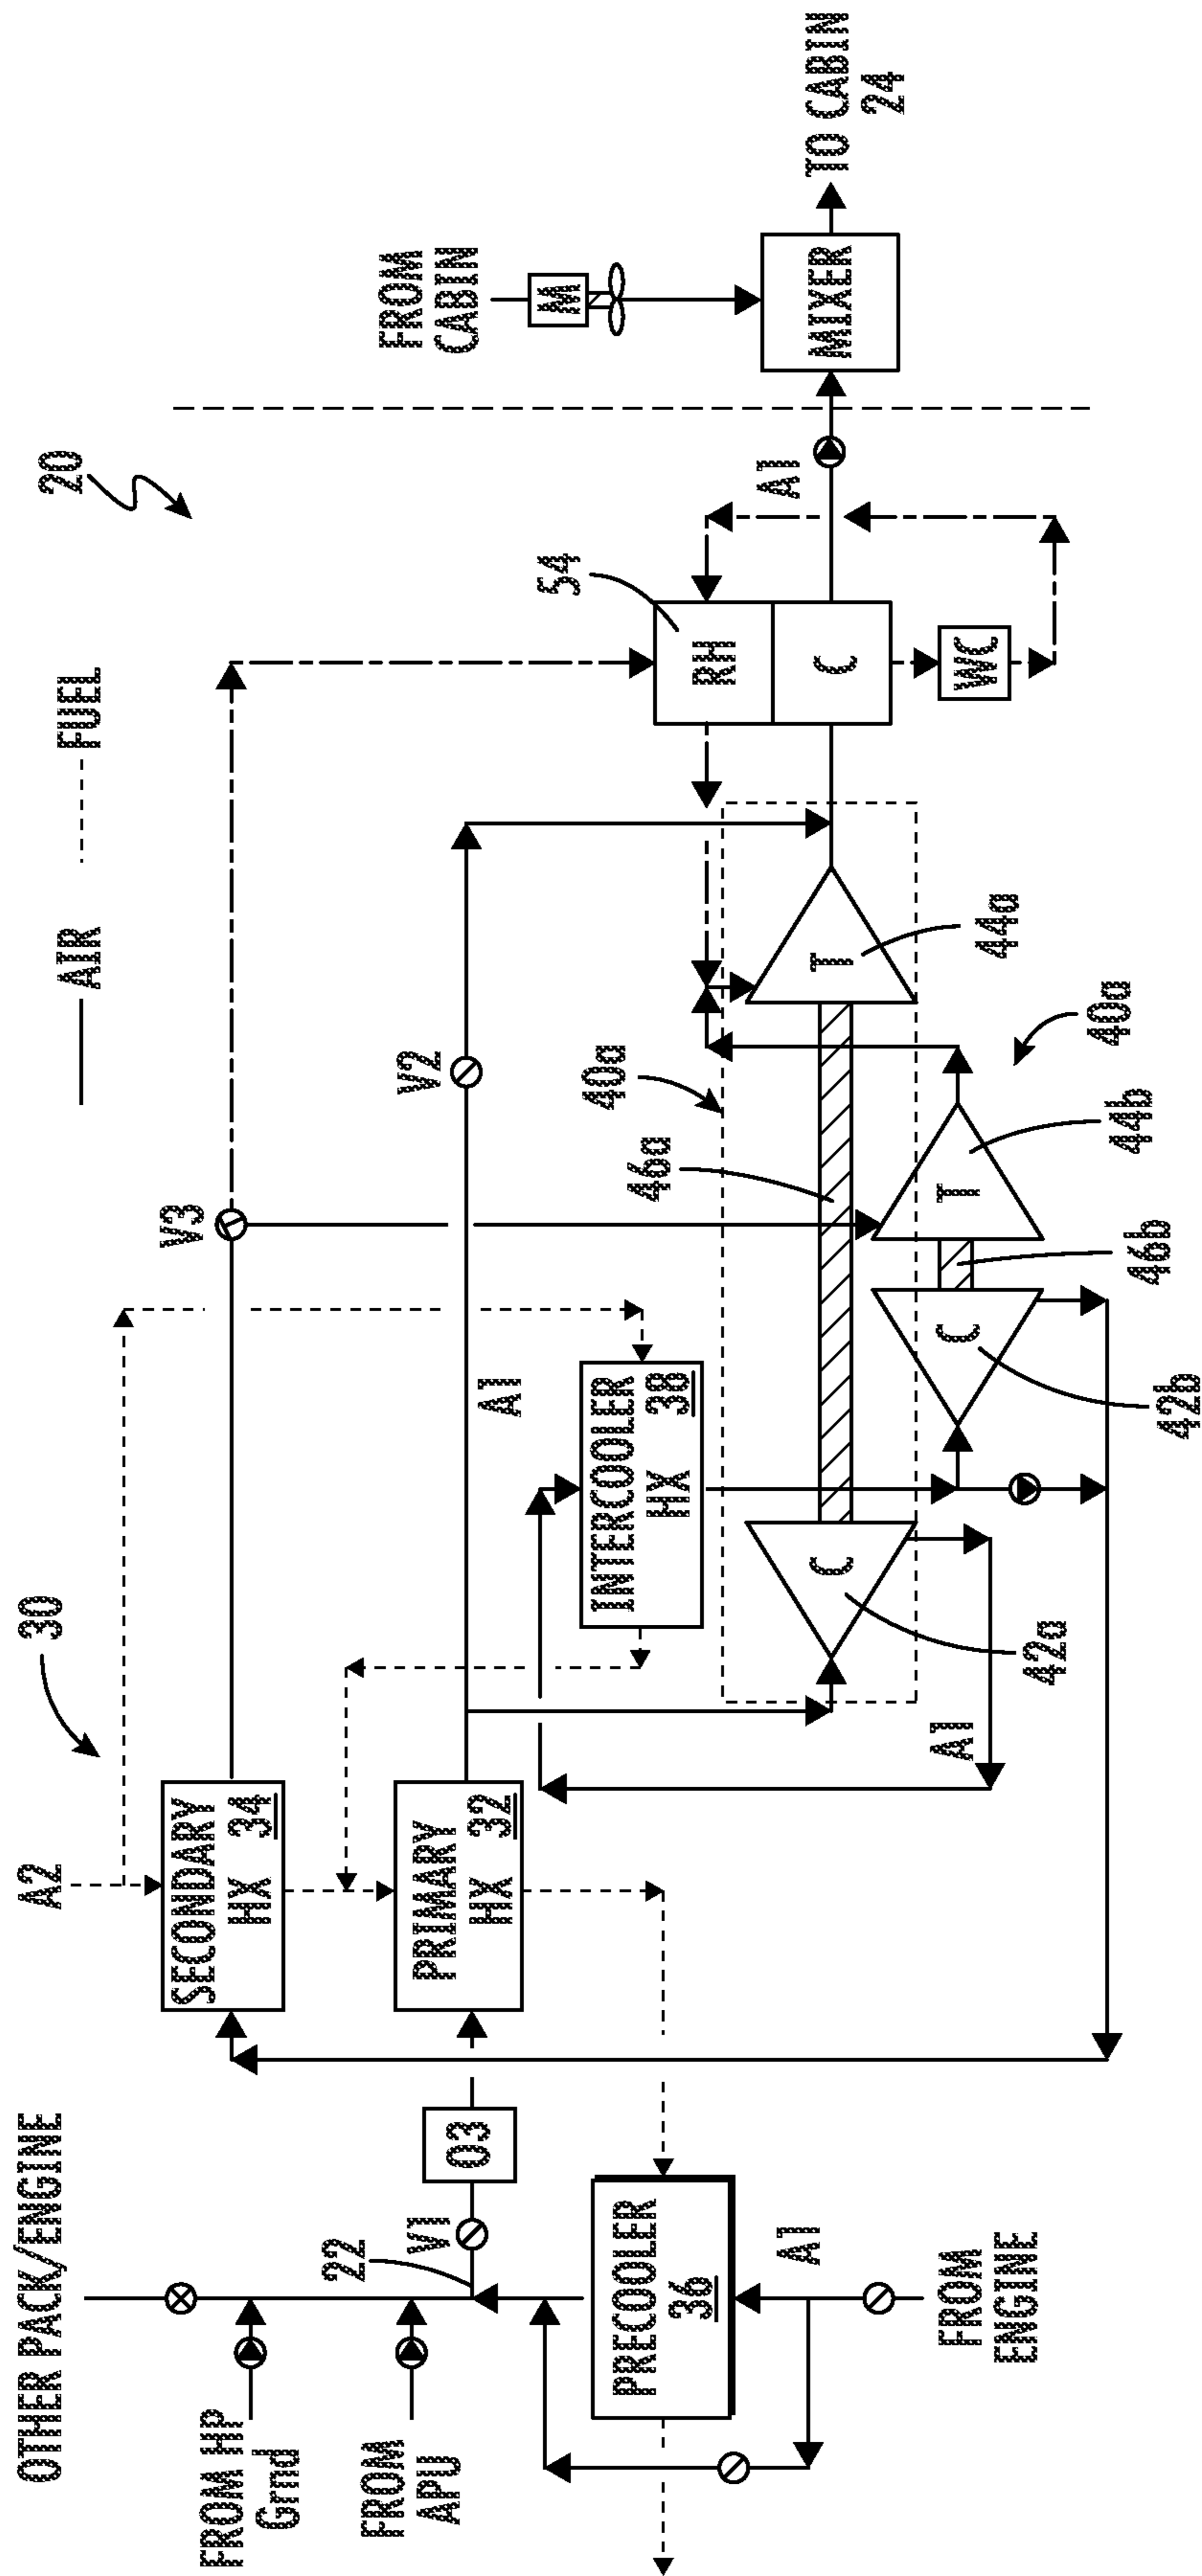 20
AIR
FUEL
30
A2
SECONDARY
HX 34
V3
OTHER PACK/ENGINE
FROM HP
Grnd
FROM
APU
22
V1
O3
PRIMARY
HX 32
V2
A1
INTERCOOLER
HX 38
PRECOOLER
36
A1
FROM
ENGINE
40a
46a
C
42a
A1
T
44a
C
42b
46b
T
44b
40a
54
RH
C
WC
A1
FROM
CABIN
M
MIXER
TO CABIN
24